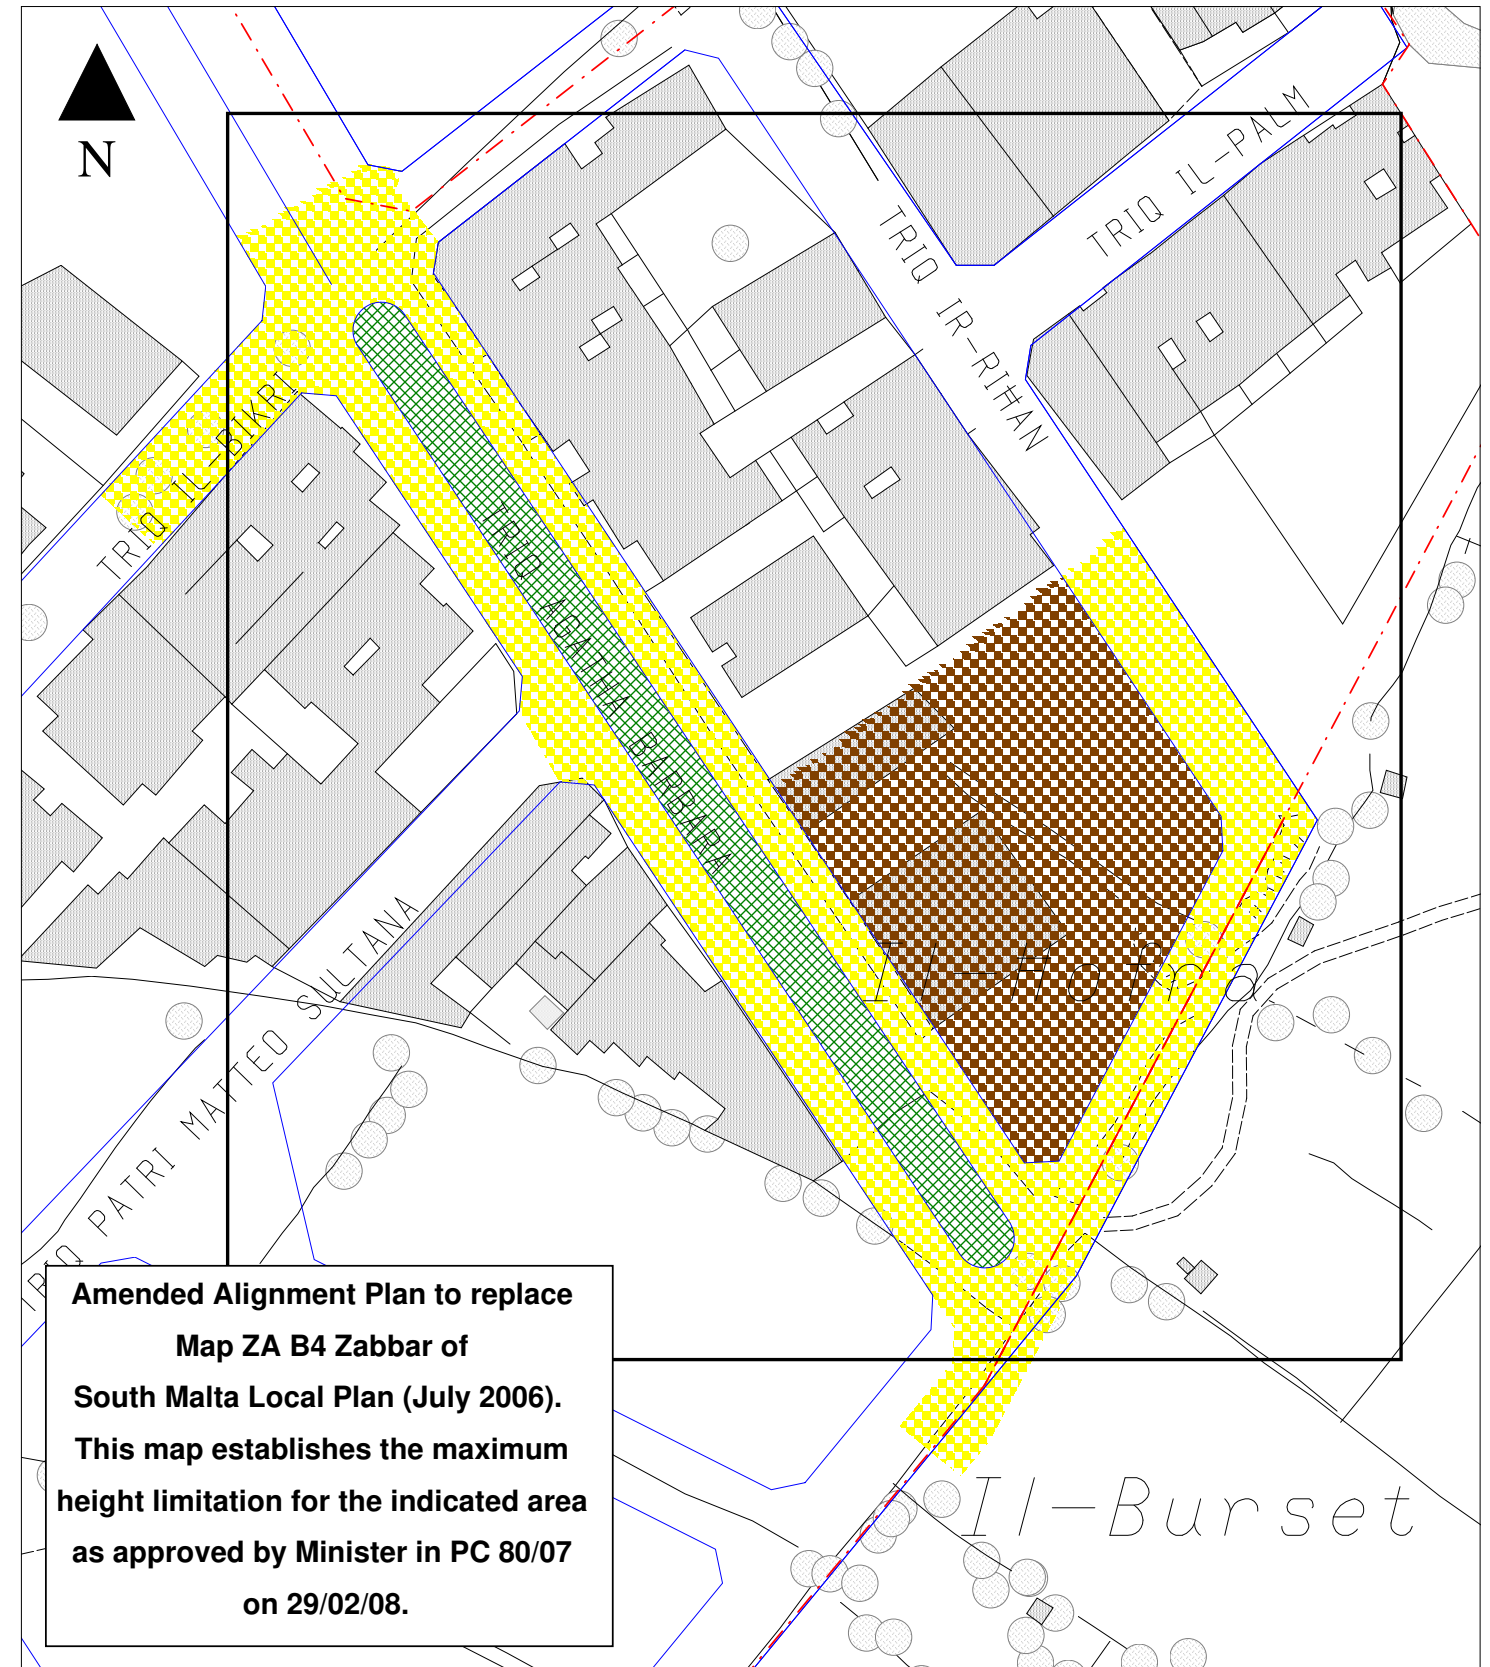 N
TRIQ IL-PALM
TRIQ IR-RIĦAN
TRIQ IL-BIKRI
TRIQ AGATHA BARBARA
Il-Hofra
TRIQ PATRI MATTEO SULTANA
Il-Burset
Amended Alignment Plan to replace
Map ZA B4 Zabbar of
South Malta Local Plan (July 2006).
This map establishes the maximum
height limitation for the indicated area
as approved by Minister in PC 80/07
on 29/02/08.